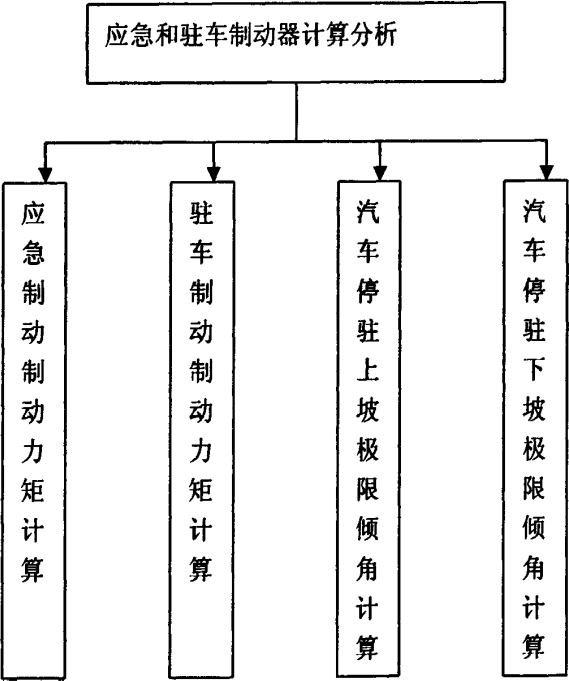 应急和驻车制动器计算分析
应急制动制动力矩计算
驻车制动制动力矩计算
汽车停驻上坡极限倾角计算
汽车停驻下坡极限倾角计算